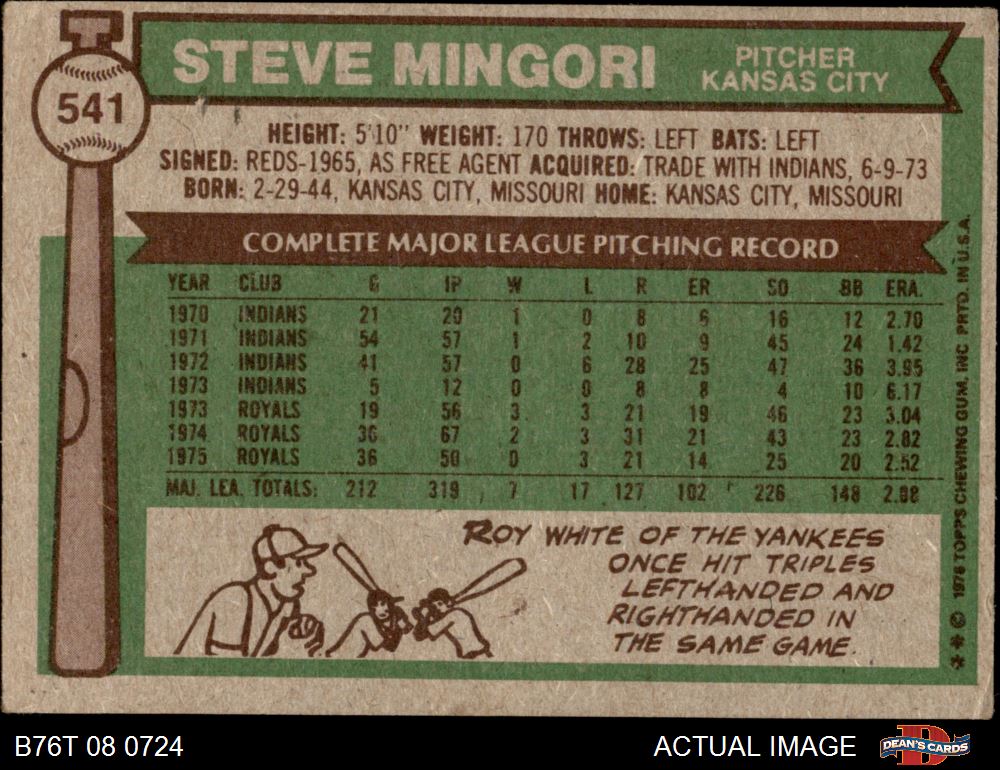 541
STEVE MINGORI
PITCHER
KANSAS CITY
HEIGHT: 5'10" WEIGHT: 170 THROWS: LEFT BATS: LEFT
SIGNED: REDS-1965, AS FREE AGENT ACQUIRED: TRADE WITH INDIANS, 6-9-73
BORN: 2-29-44, KANSAS CITY, MISSOURI HOME: KANSAS CITY, MISSOURI
COMPLETE MAJOR LEAGUE PITCHING RECORD
YEAR CLUB G IP W L R ER SO BB ERA.
1970 INDIANS 21 20 1 0 8 6 16 12 2.70
1971 INDIANS 54 57 1 2 10 9 45 24 1.42
1972 INDIANS 41 57 0 6 28 25 47 36 3.95
1973 INDIANS 5 12 0 0 8 8 4 10 6.17
1973 ROYALS 19 56 3 3 21 19 46 23 3.04
1974 ROYALS 36 67 2 3 31 21 43 23 2.82
1975 ROYALS 36 50 0 3 21 14 25 20 2.52
MAJ. LEA. TOTALS: 212 319 7 17 127 102 226 148 2.88
ROY WHITE OF THE YANKEES
ONCE HIT TRIPLES
LEFTHANDED AND
RIGHTHANDED IN
THE SAME GAME.
** © 1976 TOPPS CHEWING GUM, INC PRTD. IN U.S.A.
B76T 08 0724
ACTUAL IMAGE
D
DEAN'S CARDS